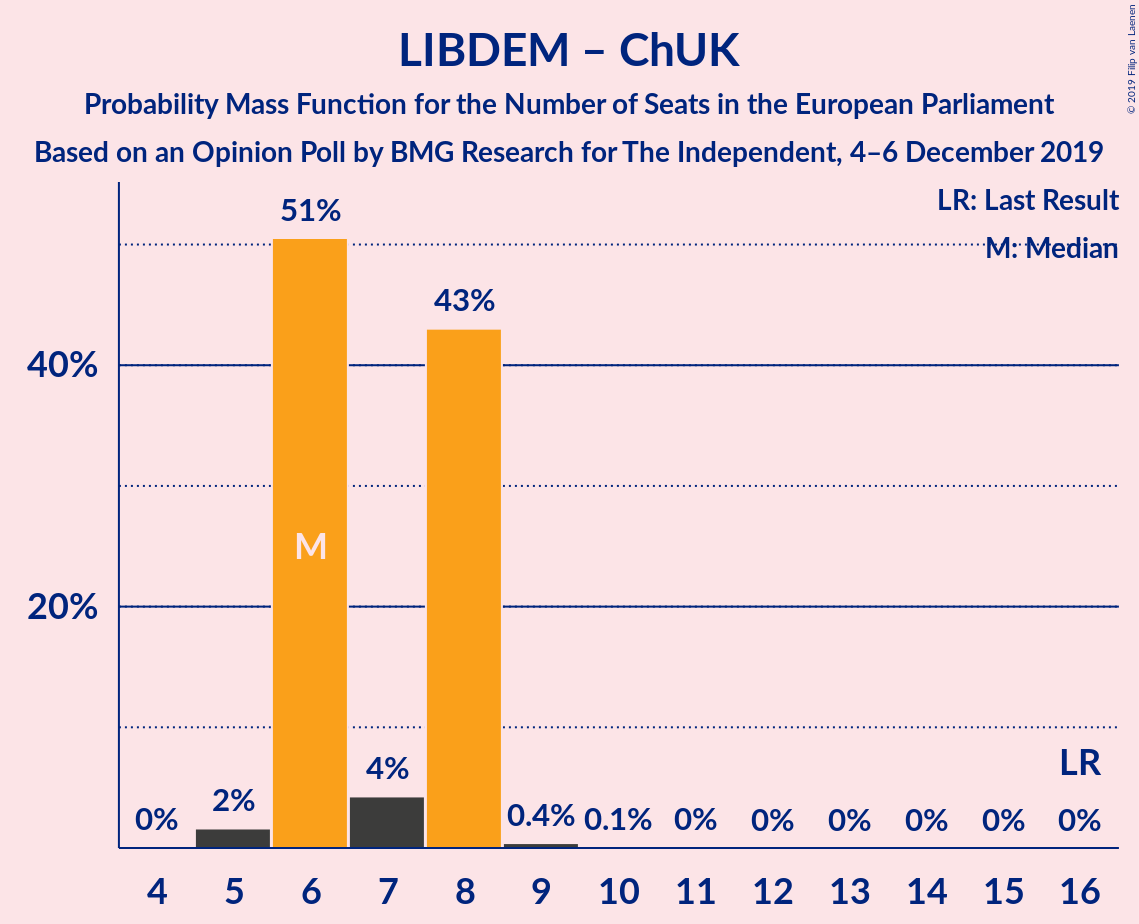 LIBDEM – ChUK
Probability Mass Function for the Number of Seats in the European Parliament
Based on an Opinion Poll by BMG Research for The Independent, 4–6 December 2019
© 2019 Filip van Laenen
LR: Last Result
M: Median
51%
43%
40%
M
20%
LR
4%
2%
0%
0.4%
0.1%
0%
0%
0%
0%
0%
0%
4 5 6 7 8 9 10 11 12 13 14 15 16